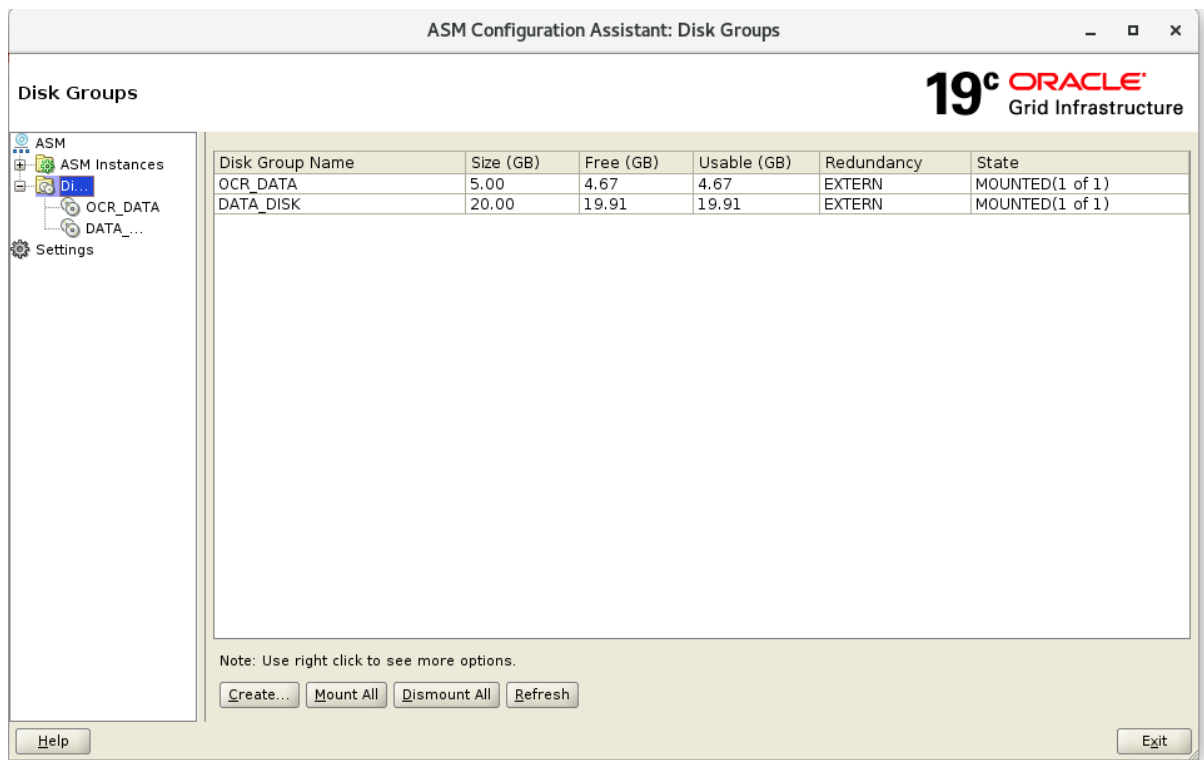 ASM Configuration Assistant: Disk Groups
Disk Groups
19c ORACLE
Grid Infrastructure
ASM
ASM Instances
Di...
OCR_DATA
DATA_...
Settings
Disk Group Name Size (GB) Free (GB) Usable (GB) Redundancy State
OCR_DATA 5.00 4.67 4.67 EXTERN MOUNTED(1 of 1)
DATA_DISK 20.00 19.91 19.91 EXTERN MOUNTED(1 of 1)
Note: Use right click to see more options.
Create... Mount All Dismount All Refresh
Help Exit